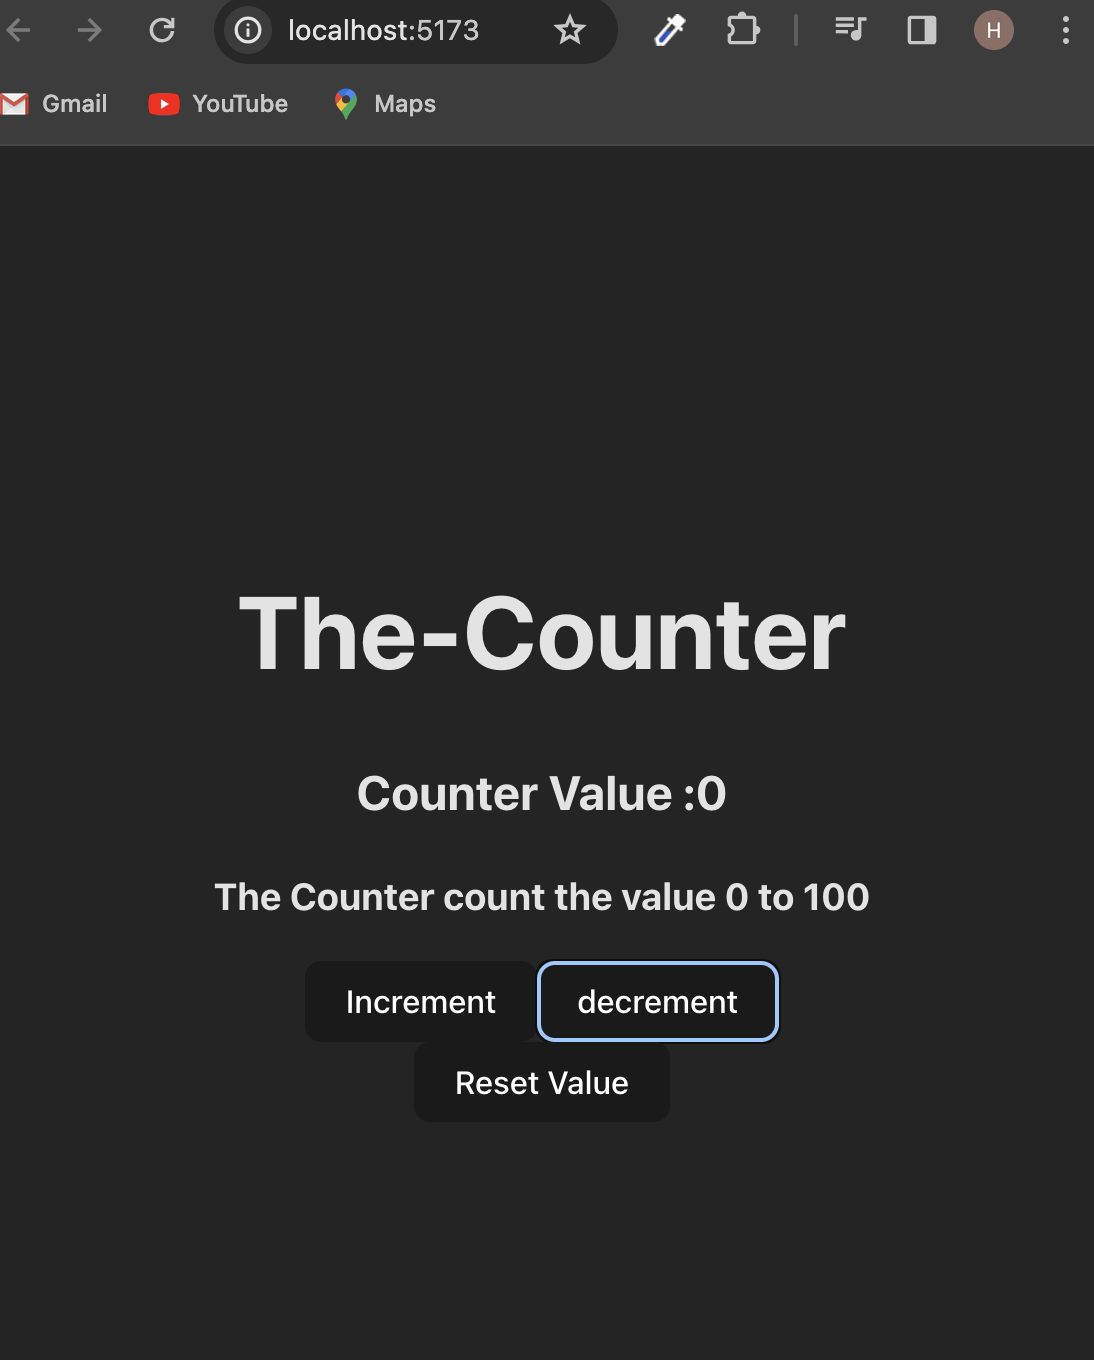 localhost:5173
H
Gmail YouTube Maps
The-Counter
Counter Value :0
The Counter count the value 0 to 100
Increment decrement
Reset Value